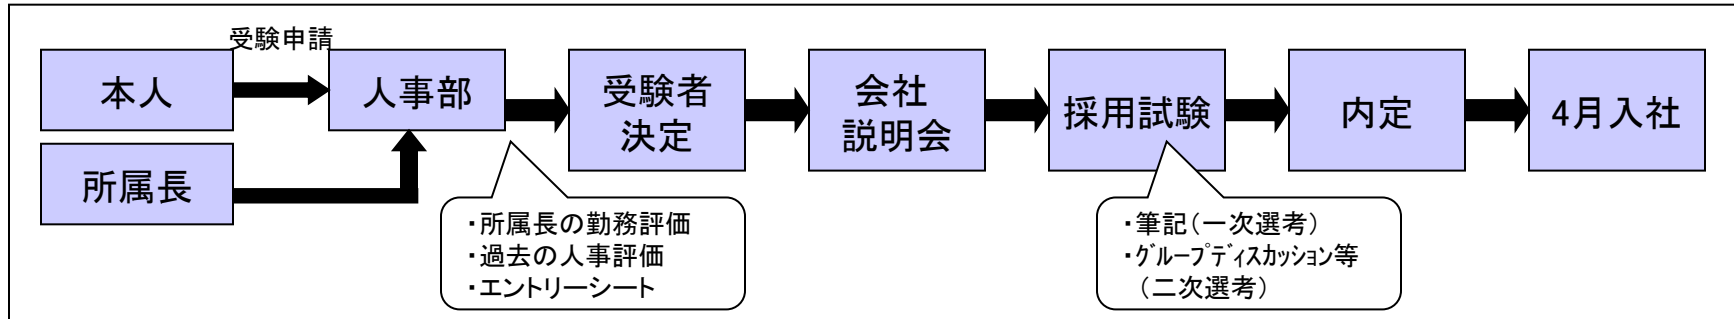 受験申請
本人
人事部
受験者
決定
会社
説明会
採用試験
内定
4月入社
所属長
・所属長の勤務評価
・過去の人事評価
・エントリーシート
・筆記（一次選考）
・ｸﾞﾙｰﾌﾟﾃﾞｨｽｶｯｼｮﾝ等
（二次選考）